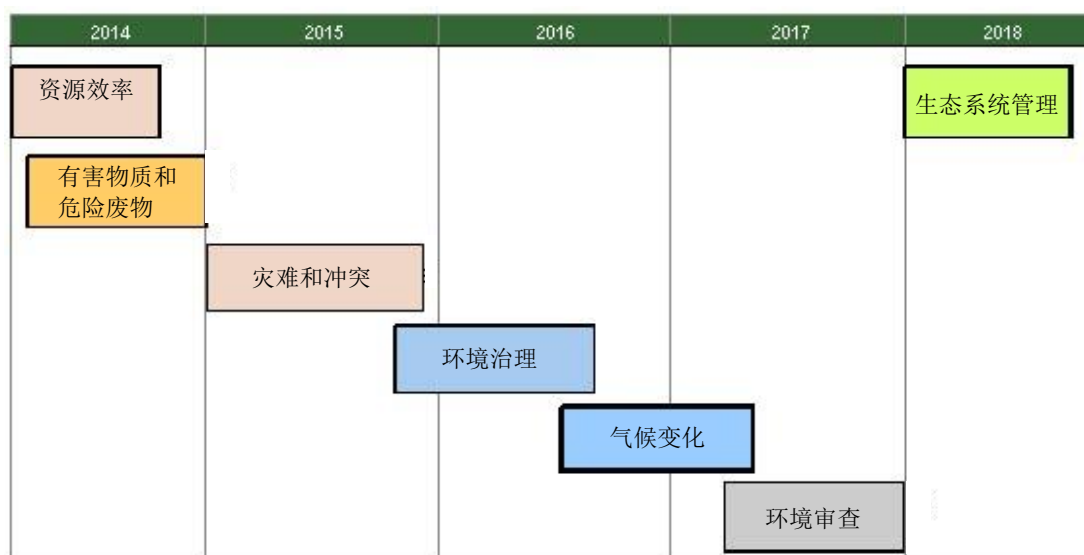 2014 2015 2016 2017 2018
资源效率
生态系统管理
有害物质和
危险废物
灾难和冲突
环境治理
气候变化
环境审查